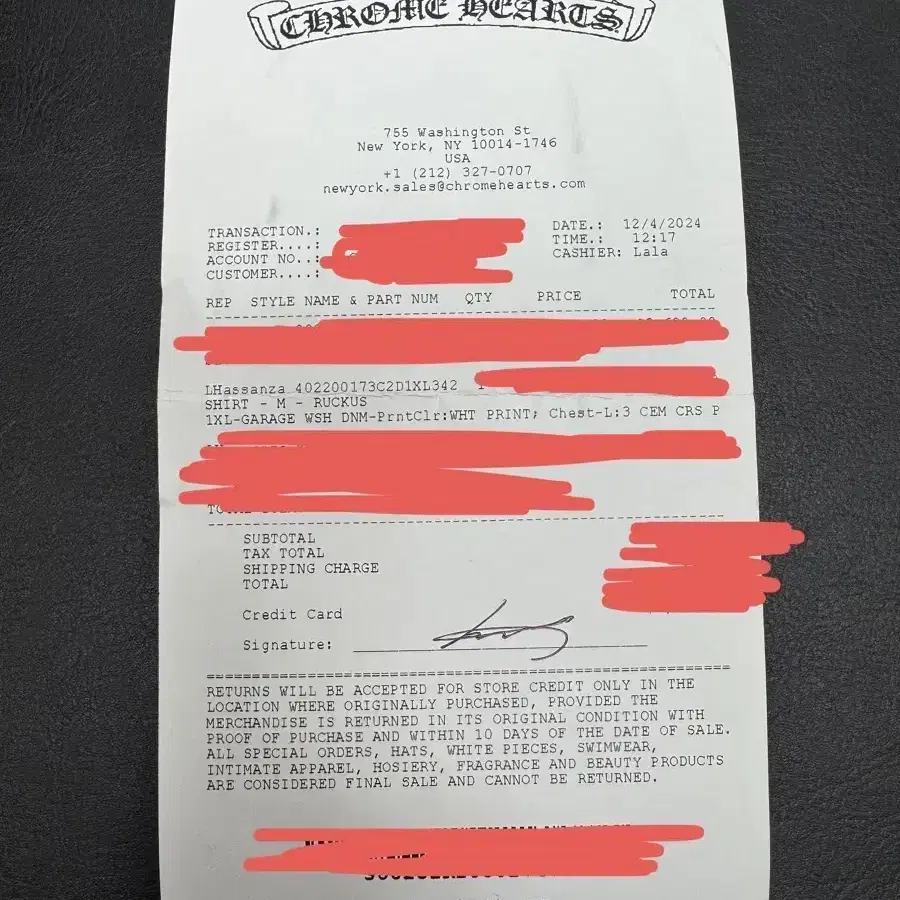 CHROME HEARTS
755 Washington St
New York, NY 10014-1746
USA
+1 (212) 327-0707
newyork.sales@chromehearts.com
TRANSACTION.: DATE.: 12/4/2024
REGISTER....: TIME.: 12:17
ACCOUNT NO..: CASHIER: Lala
CUSTOMER....:
REP STYLE NAME & PART NUM QTY PRICE TOTAL
LHassanza 402200173C2D1XL342 1
SHIRT - M - RUCKUS
1XL-GARAGE WSH DNM-PrntClr:WHT PRINT; Chest-L:3 CEM CRS P
SUBTOTAL
TAX TOTAL
SHIPPING CHARGE
TOTAL
Credit Card
Signature:
RETURNS WILL BE ACCEPTED FOR STORE CREDIT ONLY IN THE
LOCATION WHERE ORIGINALLY PURCHASED, PROVIDED THE
MERCHANDISE IS RETURNED IN ITS ORIGINAL CONDITION WITH
PROOF OF PURCHASE AND WITHIN 10 DAYS OF THE DATE OF SALE.
ALL SPECIAL ORDERS, HATS, WHITE PIECES, SWIMWEAR,
INTIMATE APPAREL, HOSIERY, FRAGRANCE AND BEAUTY PRODUCTS
ARE CONSIDERED FINAL SALE AND CANNOT BE RETURNED.